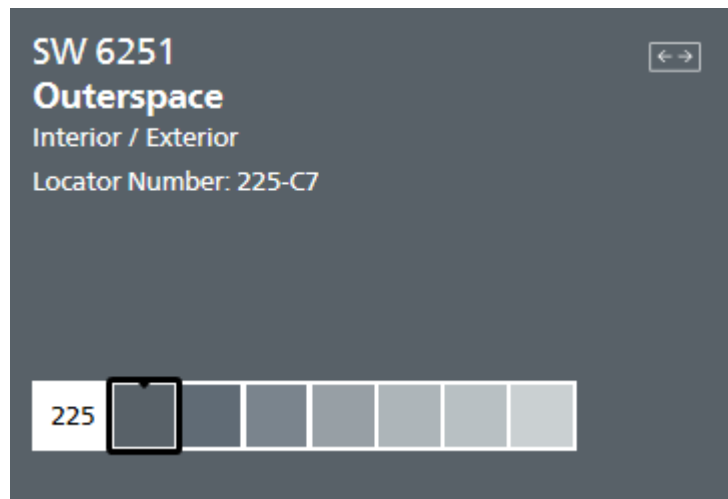 SW 6251
Outerspace
Interior / Exterior
Locator Number: 225-C7
225